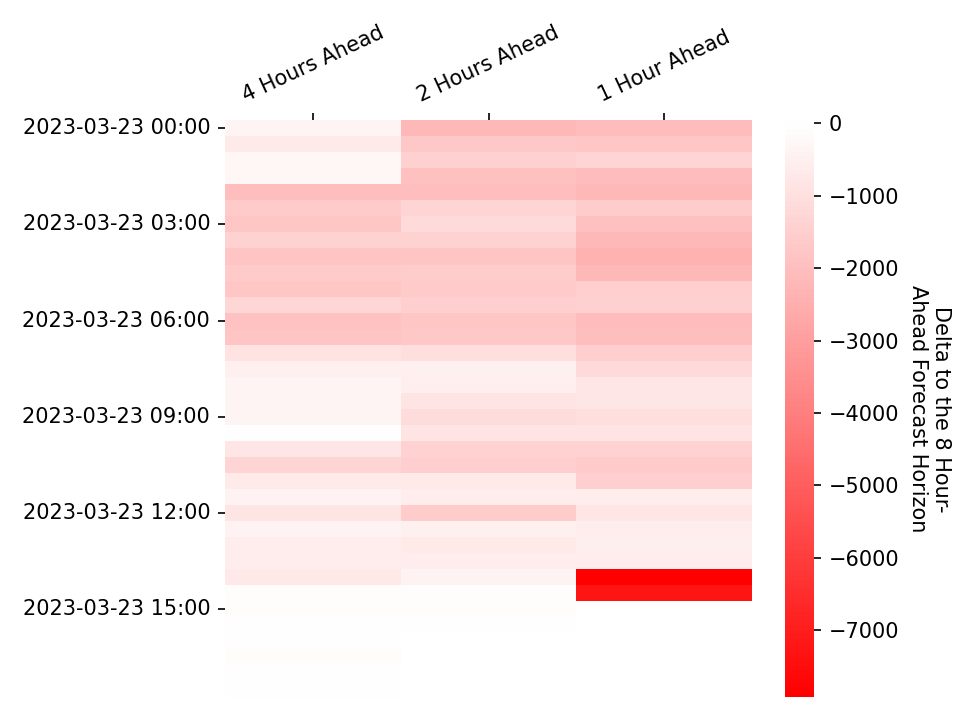 4 Hours Ahead
2 Hours Ahead
1 Hour Ahead
2023-03-23 00:00
2023-03-23 03:00
2023-03-23 06:00
2023-03-23 09:00
2023-03-23 12:00
2023-03-23 15:00
0
−1000
−2000
−3000
−4000
−5000
−6000
−7000
Delta to the 8 Hour-
Ahead Forecast Horizon